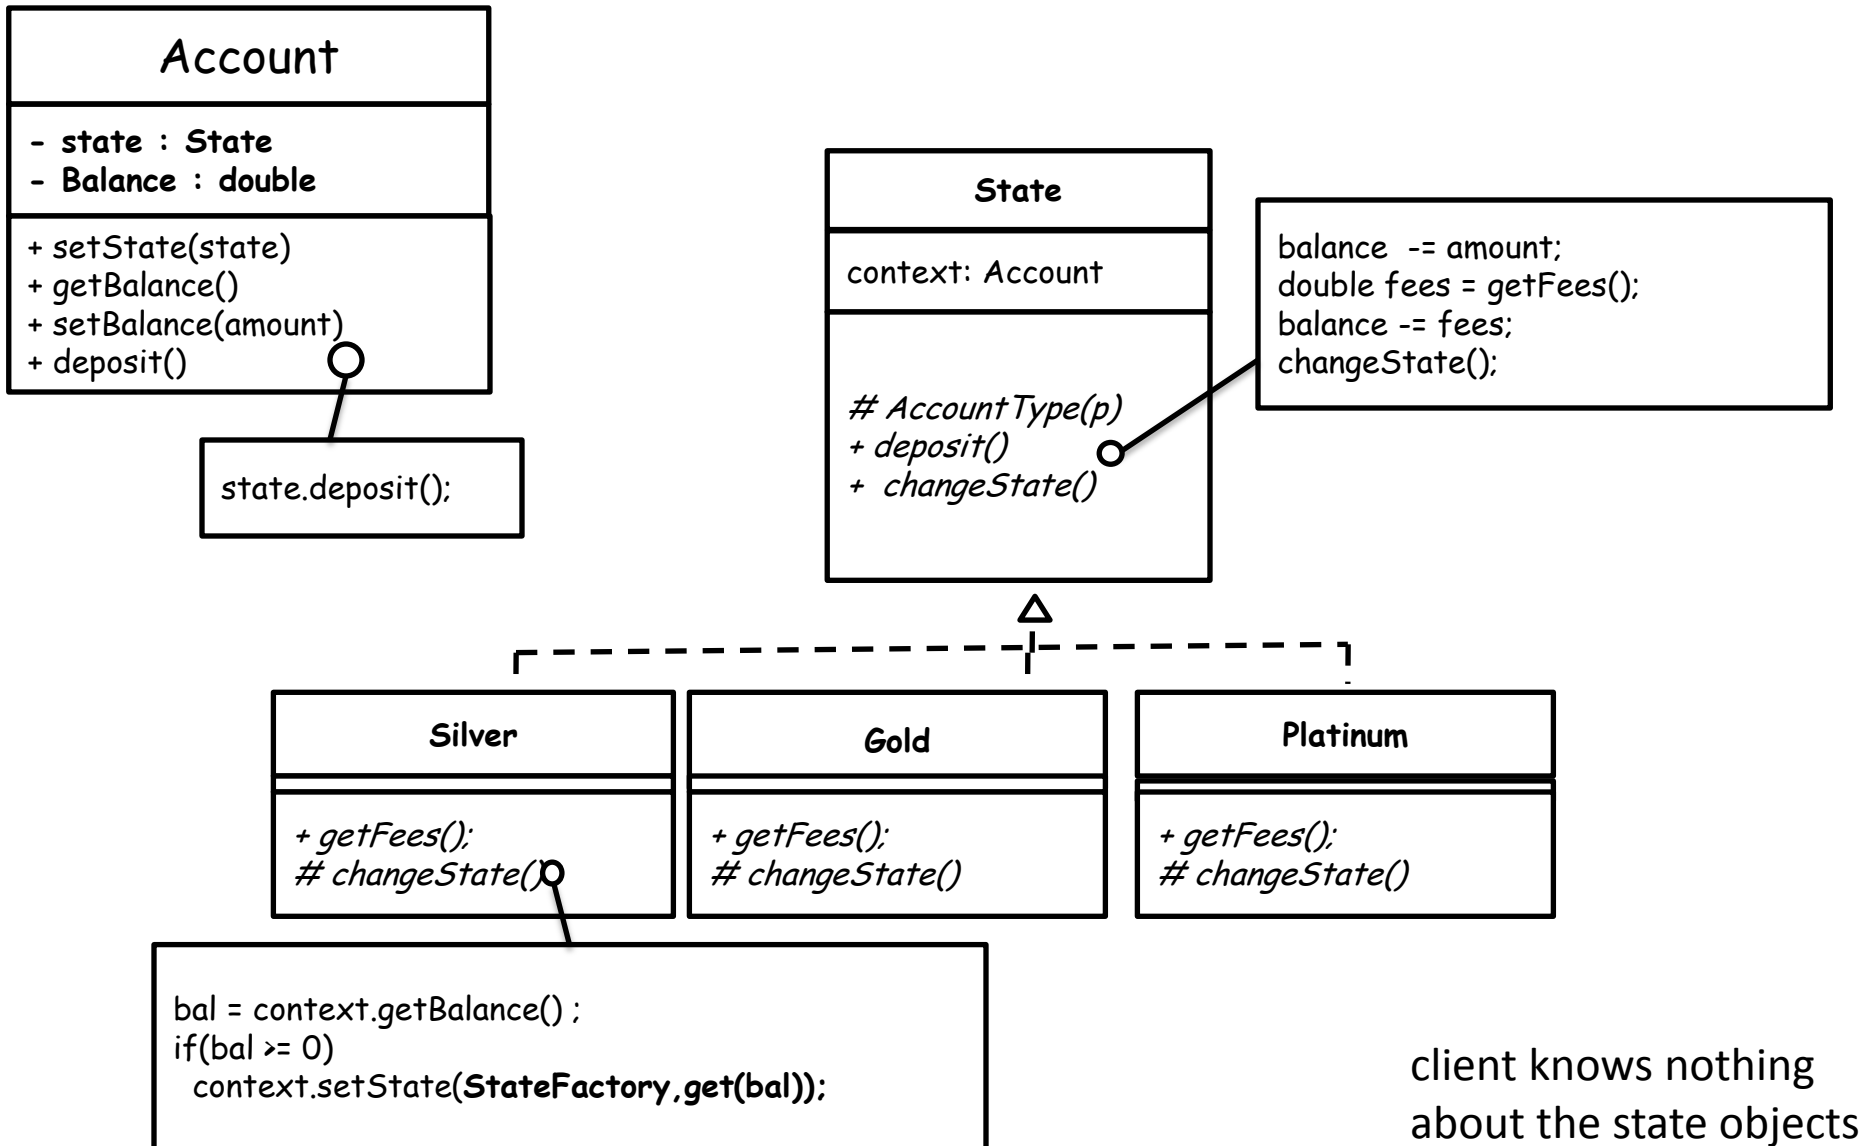 Account
- state : State
- Balance : double
+ setState(state)
+ getBalance()
+ setBalance(amount)
+ deposit()
state.deposit();
State
context: Account
# AccountType(p)
+ deposit()
+ changeState()
balance -= amount;
double fees = getFees();
balance -= fees;
changeState();
Silver
+ getFees();
# changeState()
Gold
+ getFees();
# changeState()
Platinum
+ getFees();
# changeState()
bal = context.getBalance() ;
if(bal >= 0)
context.setState(StateFactory,get(bal));
client knows nothing
about the state objects